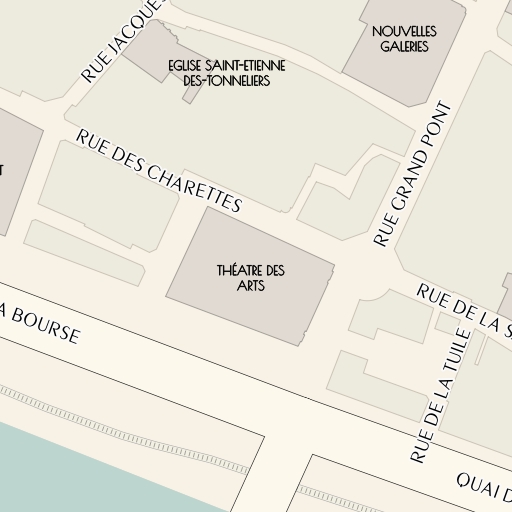 RUE JACQUES
NOUVELLES
GALERIES
EGLISE SAINT-ETIENNE
DES-TONNELIERS
RUE DES CHARETTES
RUE GRAND PONT
THÉATRE DES
ARTS
RUE DE LA
BOURSE
RUE DE LA TUILE
QUAI